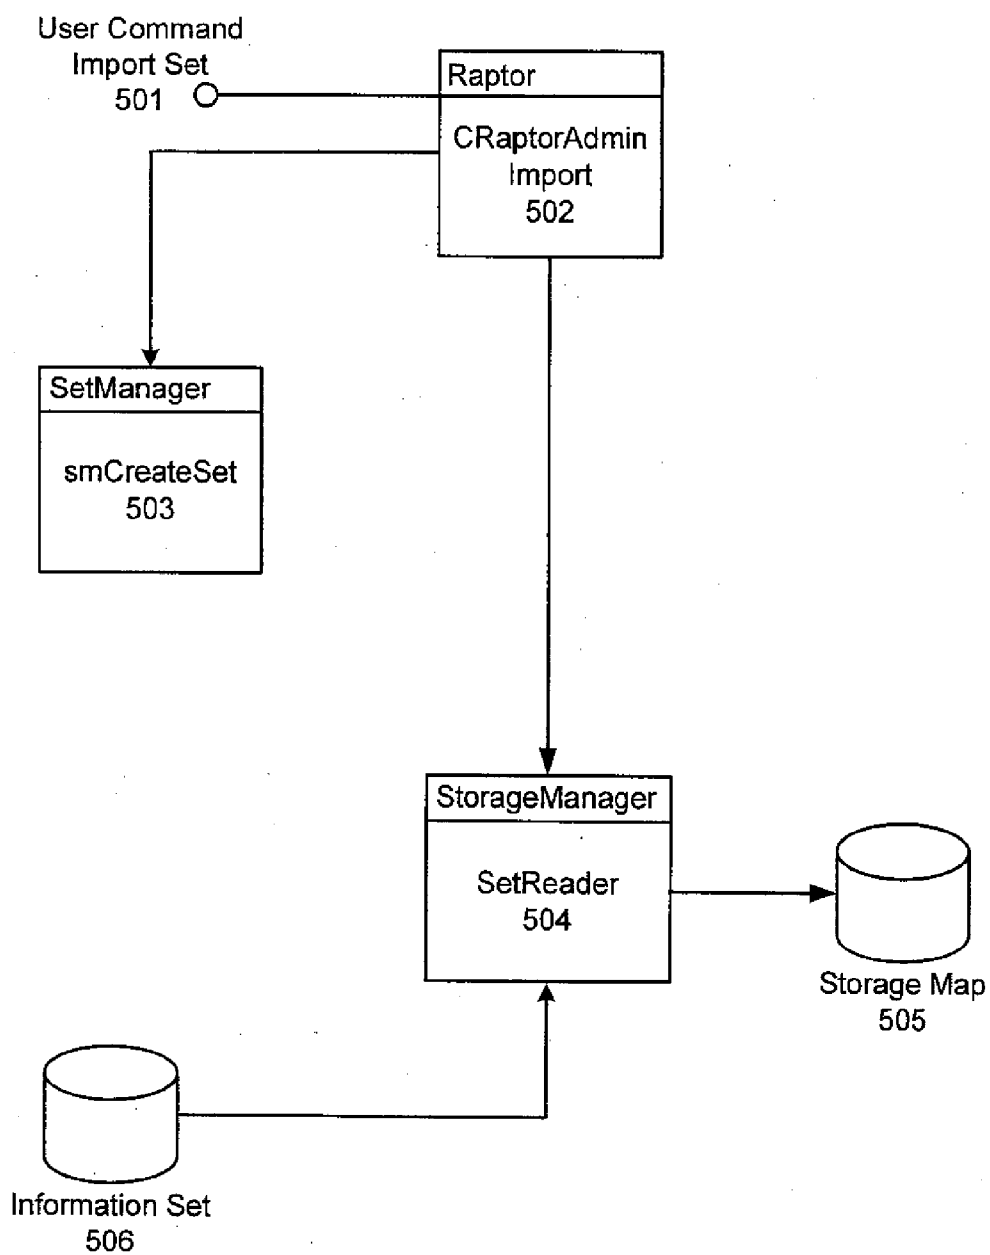 User Command
Import Set
501
Raptor
CRaptorAdmin
Import
502
SetManager
smCreateSet
503
StorageManager
SetReader
504
Storage Map
505
Information Set
506